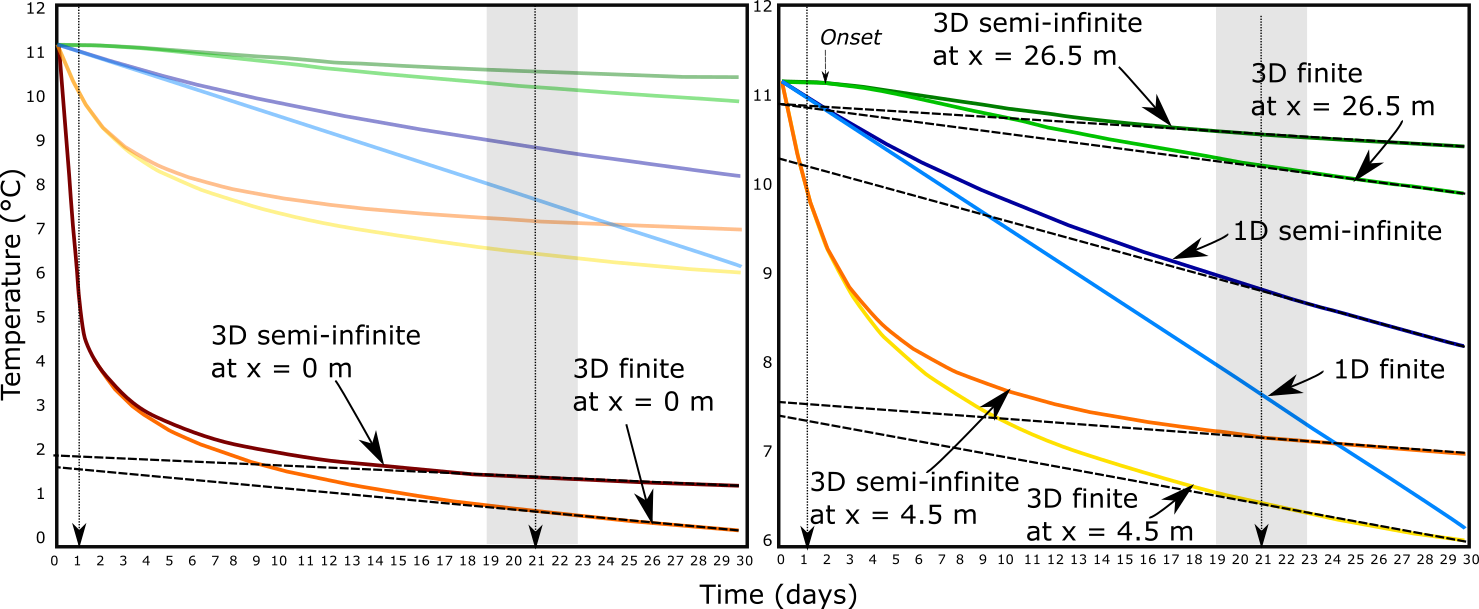 12
11
10
9
8
7
6
5
4
3
2
1
0
Temperature (°C)
3D semi-infinite
at x = 0 m
3D finite
at x = 0 m
0 1 2 3 4 5 6 7 8 9 10 11 12 13 14 15 16 17 18 19 20 21 22 23 24 25 26 27 28 29 30
12
11
10
9
8
7
6
Onset
3D semi-infinite
at x = 26.5 m
3D finite
at x = 26.5 m
1D semi-infinite
1D finite
3D semi-infinite
at x = 4.5 m
3D finite
at x = 4.5 m
0 1 2 3 4 5 6 7 8 9 10 11 12 13 14 15 16 17 18 19 20 21 22 23 24 25 26 27 28 29 30
Time (days)